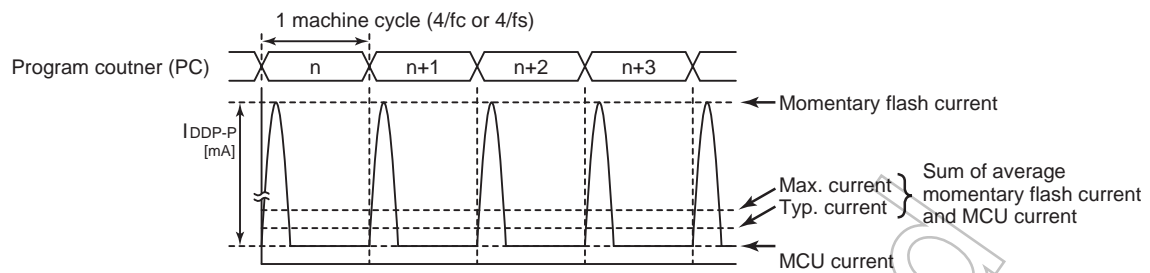 1 machine cycle (4/fc or 4/fs)
Program coutner (PC)
n
n+1
n+2
n+3
Momentary flash current
IDDP-P
[mA]
Max. current
Typ. current
Sum of average
momentary flash current
and MCU current
MCU current